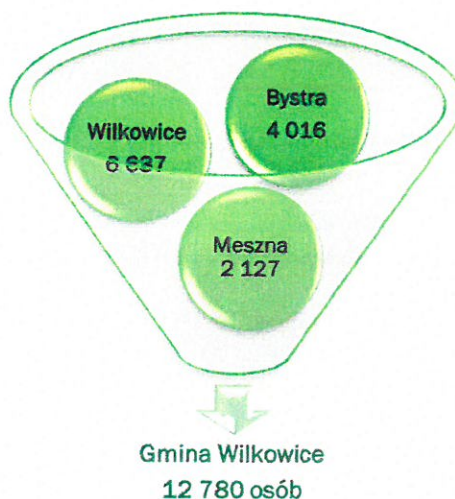 Bystra
4 016
Wilkowice
6 637
Meszna
2 127
Gmina Wilkowice
12 780 osób